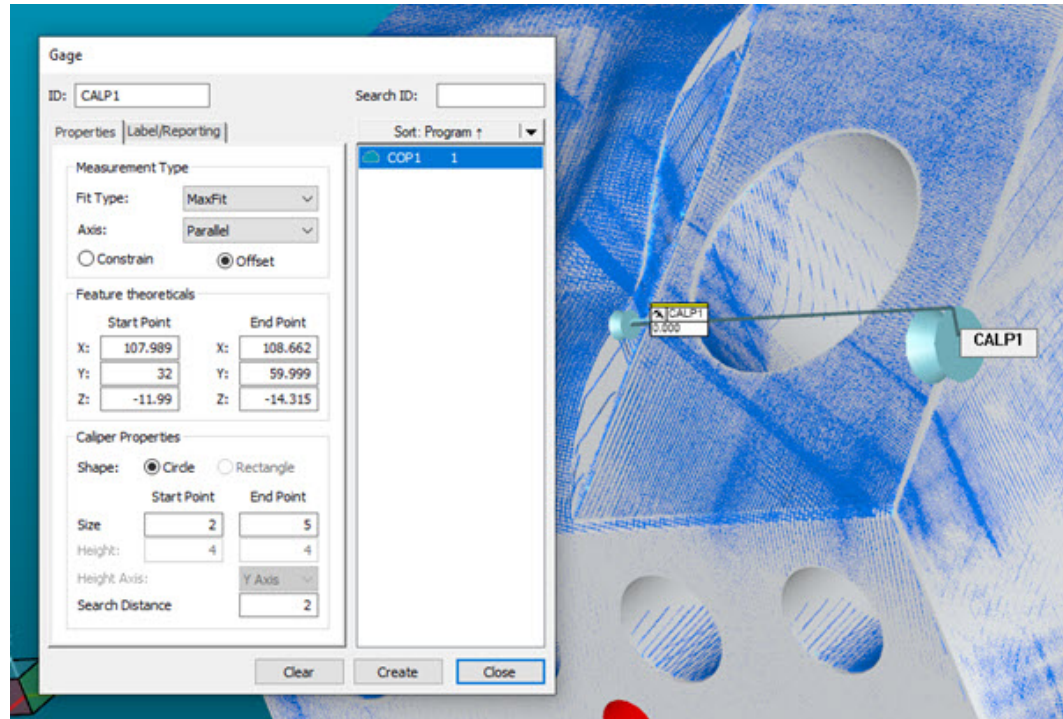 Gage
ID: CALP1 Search ID:
Properties Label/Reporting Sort: Program ↑
COP1 1
Measurement Type
Fit Type: MaxFit
Axis: Parallel
Constrain Offset
Feature theoreticals
Start Point End Point
X: 107.989 X: 108.662
Y: 32 Y: 59.999
Z: -11.99 Z: -14.315
Caliper Properties
Shape: Circle Rectangle
Start Point End Point
Size 2 5
Height: 4 4
Height Axis: Y Axis
Search Distance 2
Clear Create Close
CALP1
0.000
CALP1